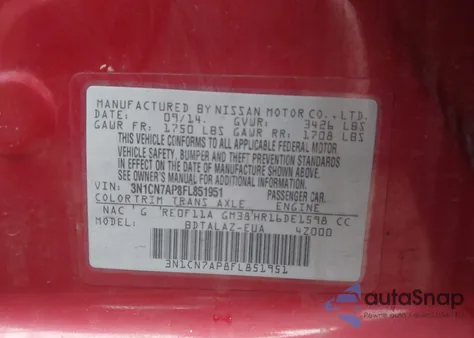 MANUFACTURED BY NISSAN MOTOR CO., LTD.
DATE: 09/14. GVWR: 3426 LBS
GAWR FR: 1750 LBS GAWR RR: 1708 LBS
THIS VEHICLE CONFORMS TO ALL APPLICABLE FEDERAL MOTOR
VEHICLE SAFETY, BUMPER AND THEFT PREVENTION STANDARDS
IN EFFECT ON THE DATE OF MANUFACTURE SHOWN ABOVE.
SEE OWNER'S MANUAL FOR ADDITIONAL INFORMATION.
VIN: 3N1CN7AP8FL851951 PASSENGER CAR.
COLOR TRIM TRANS AXLE ENGINE
NAC G RE0F11A GM38 HR16DE1598 CC
MODEL: BDTALAZ-EUA 42000
3N1CN7AP8FL851951
autoSnap